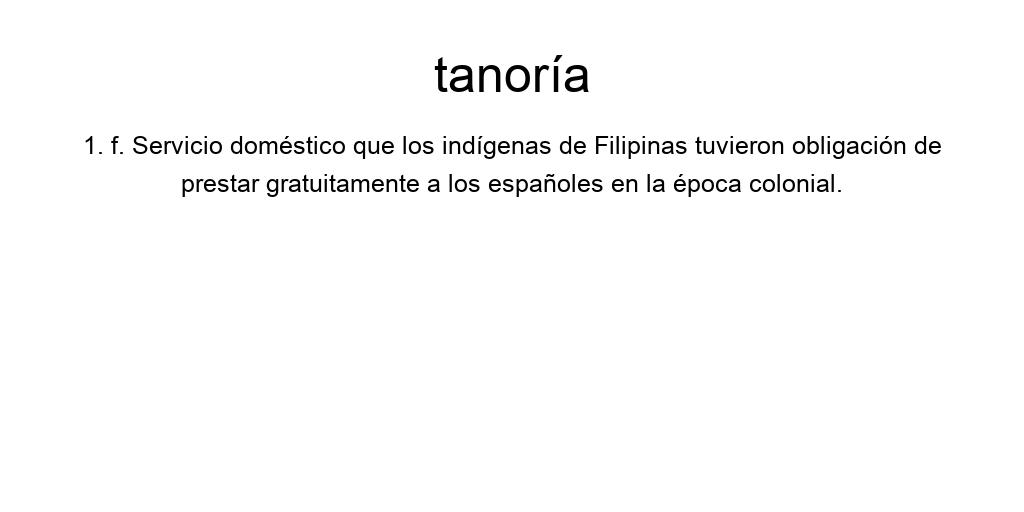 tanoría
1. f. Servicio doméstico que los indígenas de Filipinas tuvieron obligación de
prestar gratuitamente a los españoles en la época colonial.